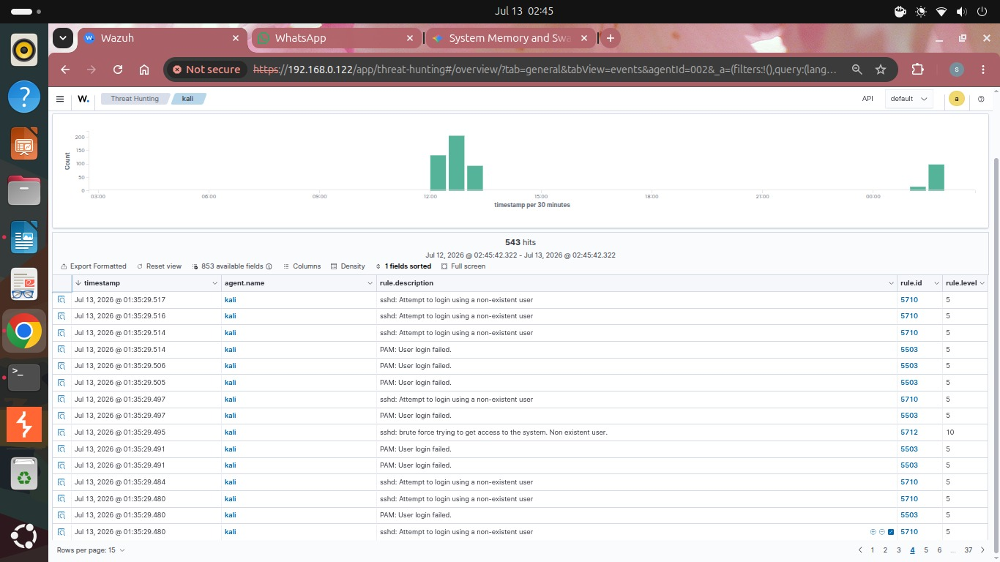 Jul 13 02:45
Wazuh
WhatsApp
System Memory and Swa
Not secure https://192.168.0.122/app/threat-hunting#/overview/?tab=general&tabView=events&agentId=002&_a=(filters:!(),query:(lang...
S
W. Threat Hunting kali API default a
200
150
100
50
0
Count
03:00 06:00 09:00 12:00 15:00 18:00 21:00 00:00
timestamp per 30 minutes
543 hits
Jul 12, 2026 @ 02:45:42.322 - Jul 13, 2026 @ 02:45:42.322
Export Formatted Reset view 853 available fields Columns Density 1 fields sorted Full screen
timestamp agent.name rule.description rule.id rule.level
Jul 13, 2026 @ 01:35:29.517 kali sshd: Attempt to login using a non-existent user 5710 5
Jul 13, 2026 @ 01:35:29.516 kali sshd: Attempt to login using a non-existent user 5710 5
Jul 13, 2026 @ 01:35:29.514 kali sshd: Attempt to login using a non-existent user 5710 5
Jul 13, 2026 @ 01:35:29.514 kali PAM: User login failed. 5503 5
Jul 13, 2026 @ 01:35:29.506 kali PAM: User login failed. 5503 5
Jul 13, 2026 @ 01:35:29.505 kali PAM: User login failed. 5503 5
Jul 13, 2026 @ 01:35:29.497 kali sshd: Attempt to login using a non-existent user 5710 5
Jul 13, 2026 @ 01:35:29.497 kali PAM: User login failed. 5503 5
Jul 13, 2026 @ 01:35:29.495 kali sshd: brute force trying to get access to the system. Non existent user. 5712 10
Jul 13, 2026 @ 01:35:29.491 kali PAM: User login failed. 5503 5
Jul 13, 2026 @ 01:35:29.491 kali PAM: User login failed. 5503 5
Jul 13, 2026 @ 01:35:29.484 kali sshd: Attempt to login using a non-existent user 5710 5
Jul 13, 2026 @ 01:35:29.480 kali sshd: Attempt to login using a non-existent user 5710 5
Jul 13, 2026 @ 01:35:29.480 kali PAM: User login failed. 5503 5
Jul 13, 2026 @ 01:35:29.480 kali sshd: Attempt to login using a non-existent user 5710 5
Rows per page: 15 1 2 3 4 5 6 ... 37